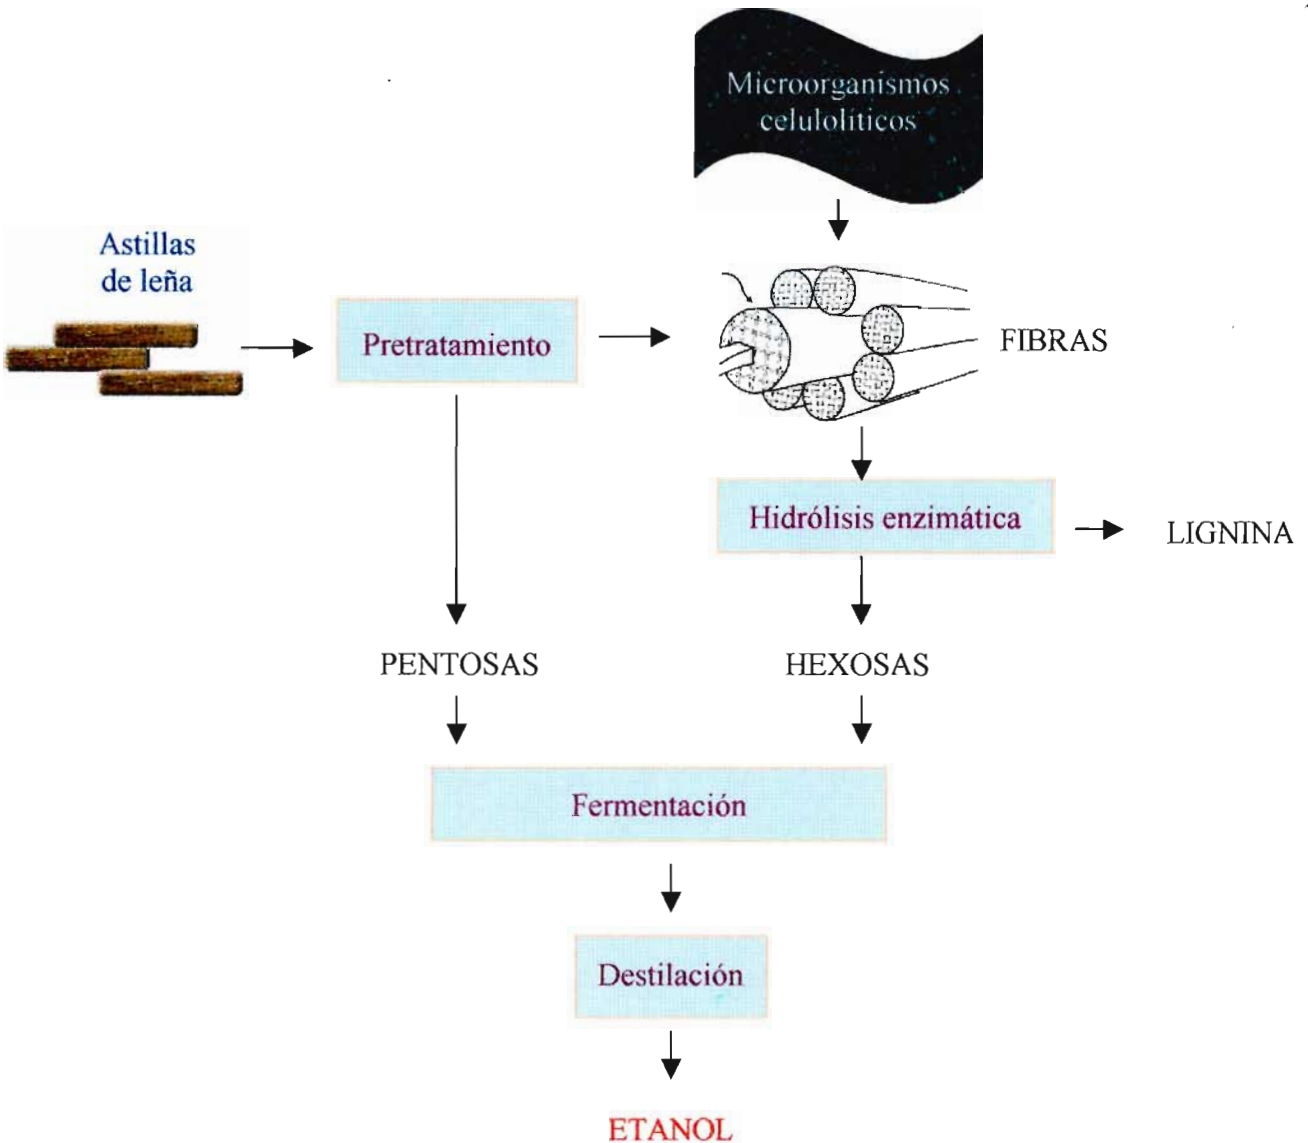 Microorganismos
celulolíticos
Astillas
de leña
Pretratamiento
FIBRAS
Hidrólisis enzimática
LIGNINA
PENTOSAS
HEXOSAS
Fermentación
Destilación
ETANOL